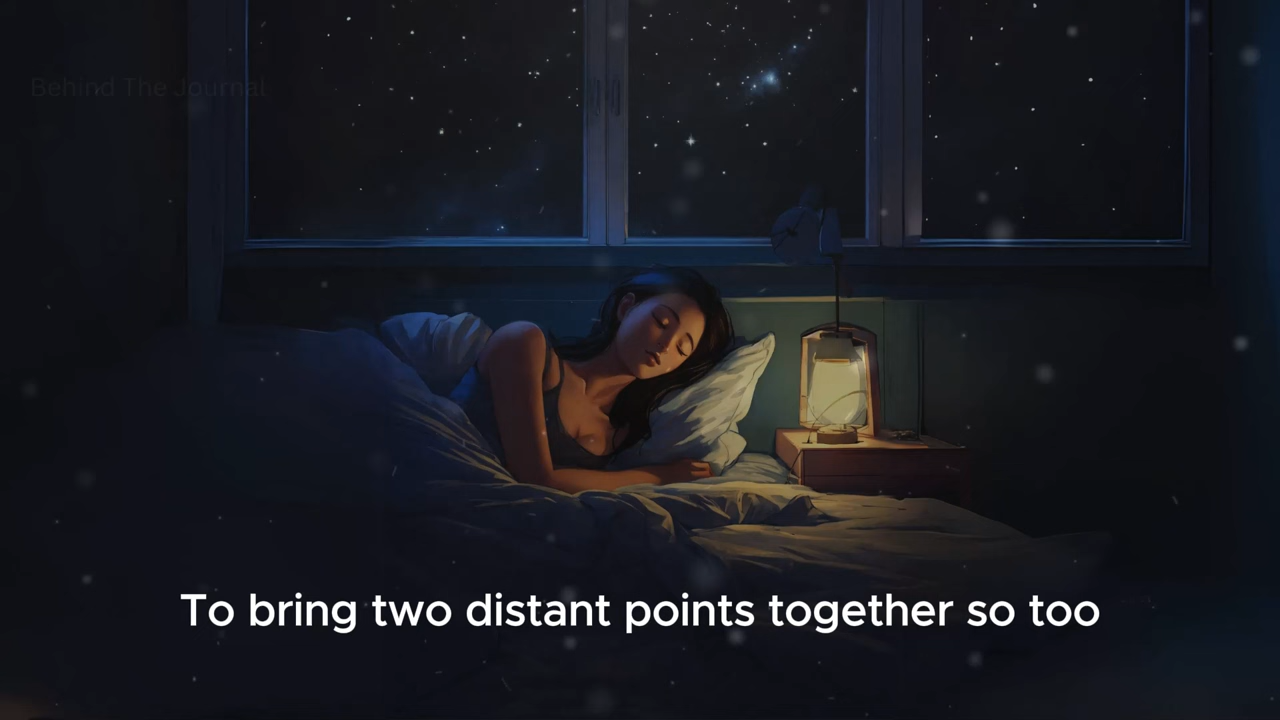 Behind The Journal
To bring two distant points together so too